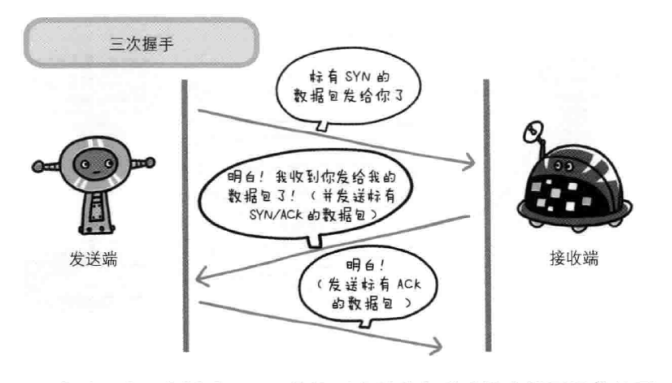 三次握手
标有 SYN 的
数据包发给你了
明白！我收到你发给我的
数据包了！（并发送标有
SYN/ACK 的数据包）
明白！
（发送标有 ACK
的数据包）
发送端
接收端